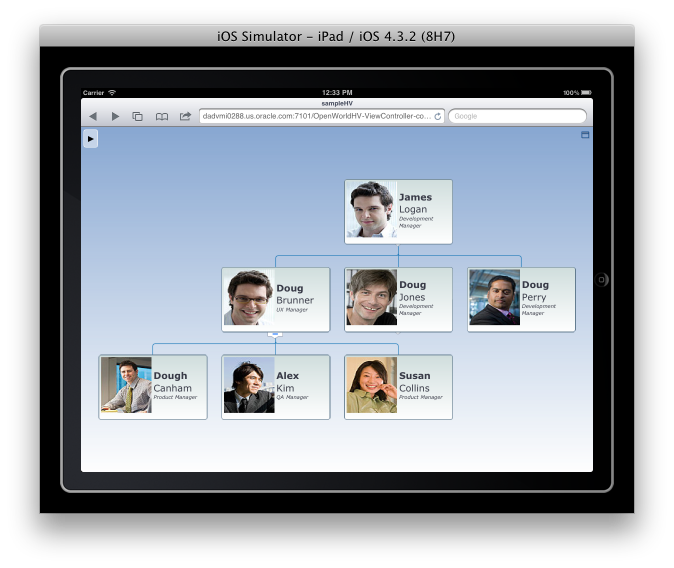 iOS Simulator – iPad / iOS 4.3.2 (8H7)
Carrier 12:33 PM 100%
sampleHV
dadvmi0288.us.oracle.com:7101/OpenWorldHV-ViewController-co... Google
James
Logan
Development
Manager
Doug
Brunner
UX Manager
Doug
Jones
Development
Manager
Doug
Perry
Development
Manager
Dough
Canham
Product Manager
Alex
Kim
QA Manager
Susan
Collins
Product Manager